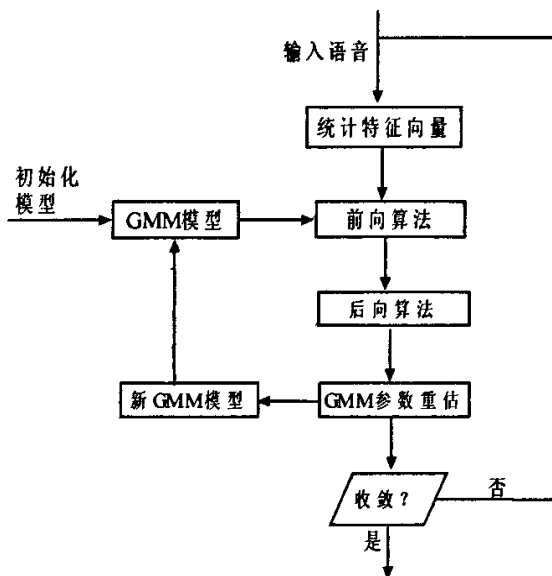 输入语音
统计特征向量
初始化
模型
GMM模型
前向算法
后向算法
新GMM模型
GMM参数重估
收敛？
否
是